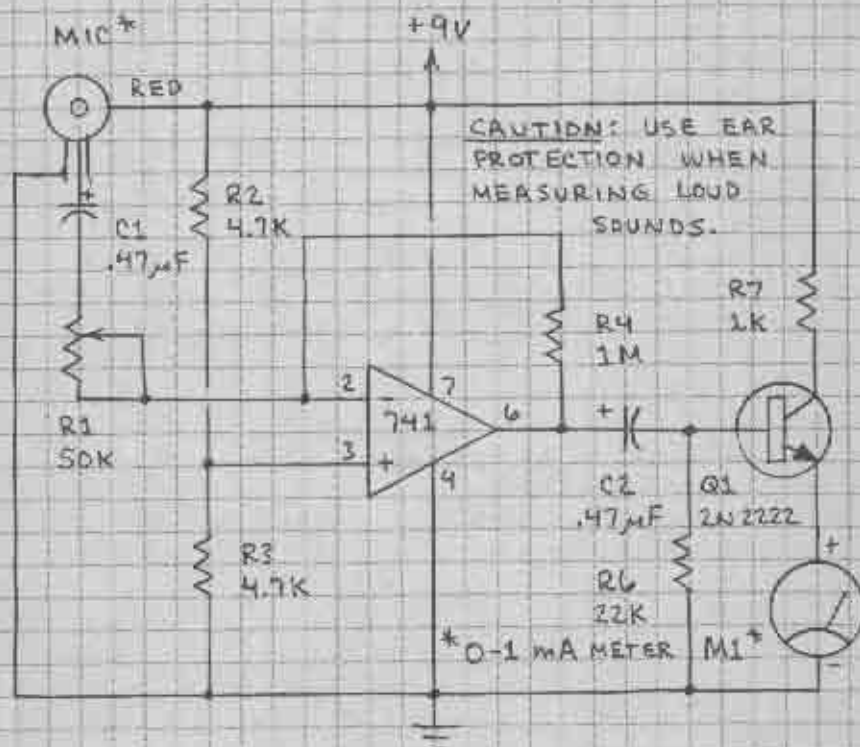 MIC*
+9V
RED
CAUTION: USE EAR
PROTECTION WHEN
MEASURING LOUD
SOUNDS.
R2
4.7K
C1
.47µF
+
R7
1K
R4
1M
2
-
7
741
6
3
+
4
R1
50K
+
C2
.47µF
Q1
2N2222
R3
4.7K
R6
22K
+
*0-1 mA METER
M1*
-